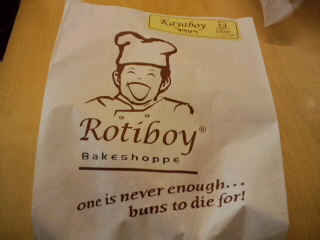 Kayaboy
Rotiboy®
Bakeshoppe
one is never enough...
buns to die for!